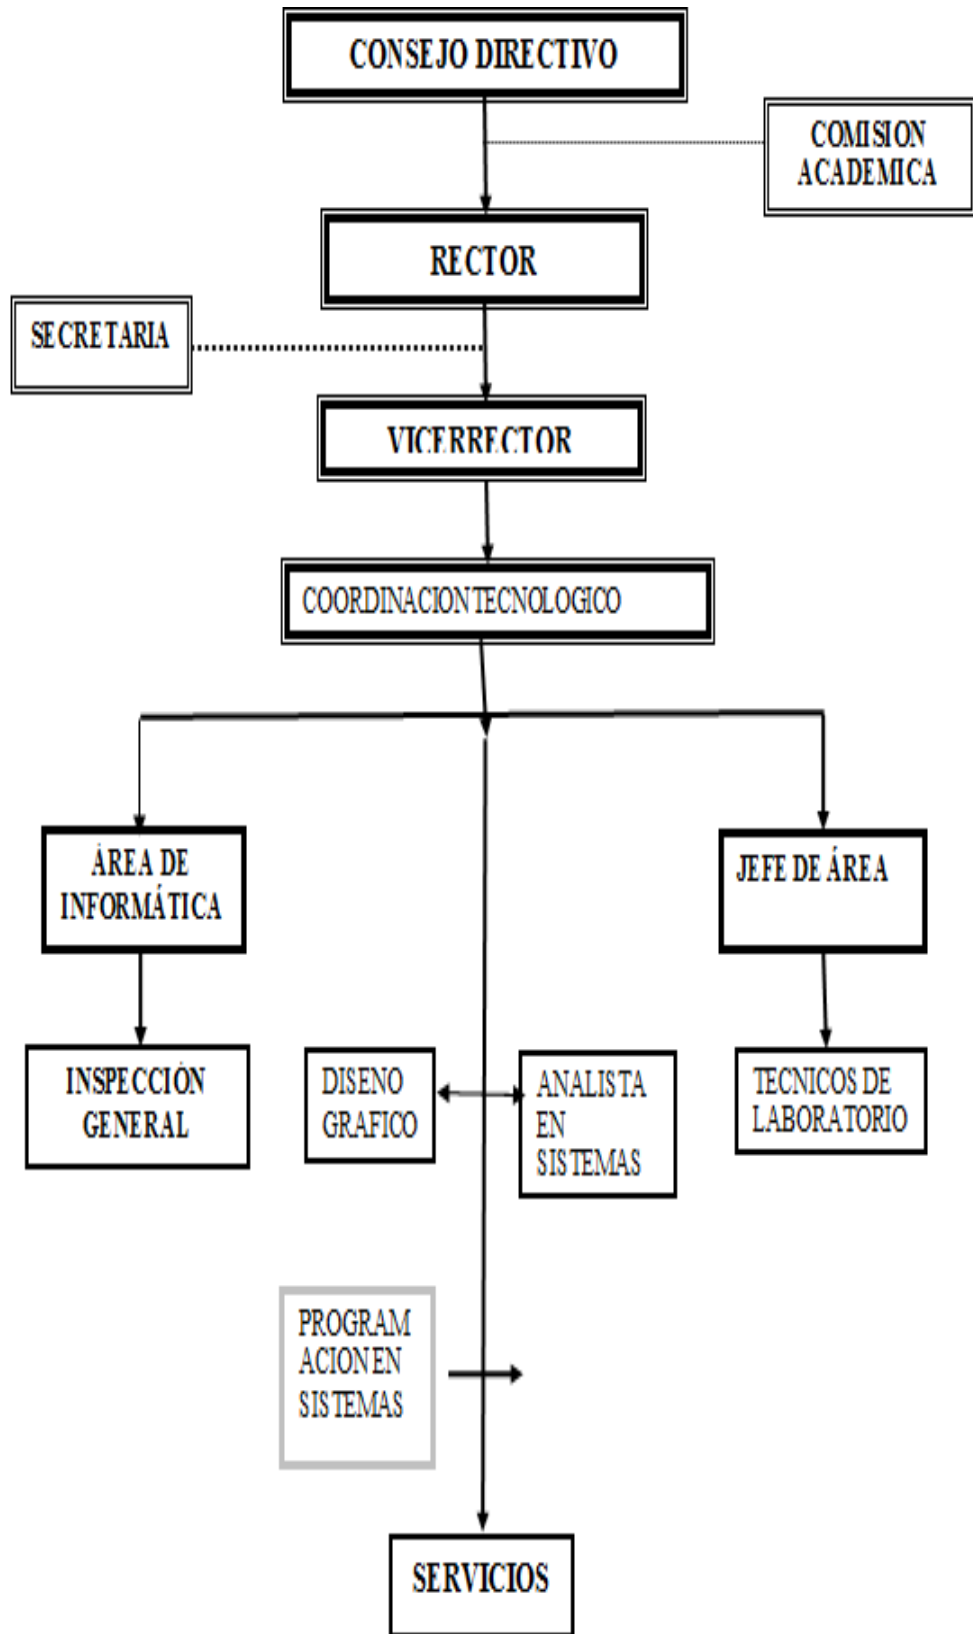 CONSEJO DIRECTIVO
COMISION
ACADEMICA
RECTOR
SECRETARIA
VICERRECTOR
COORDINACION TECNOLOGICO
ÁREA DE
INFORMÁTICA
JEFE DE ÁREA
INSPECCIÓN
GENERAL
DISENO
GRAFICO
ANALISTA
EN
SISTEMAS
TECNICOS DE
LABORATORIO
PROGRAM
ACION EN
SISTEMAS
SERVICIOS